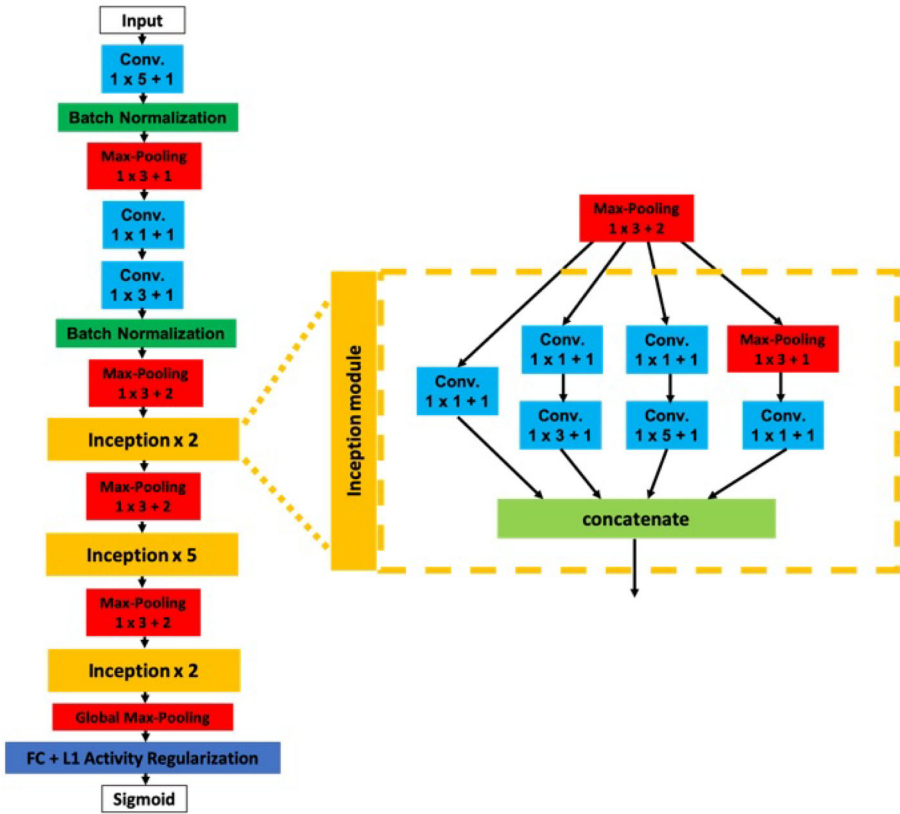 Input
Conv.
1 x 5 + 1
Batch Normalization
Max-Pooling
1 x 3 + 1
Conv.
1 x 1 + 1
Conv.
1 x 3 + 1
Batch Normalization
Max-Pooling
1 x 3 + 2
Inception x 2
Max-Pooling
1 x 3 + 2
Inception x 5
Max-Pooling
1 x 3 + 2
Inception x 2
Global Max-Pooling
FC + L1 Activity Regularization
Sigmoid
Inception module
Max-Pooling
1 x 3 + 2
Conv.
1 x 1 + 1
Conv.
1 x 1 + 1
Conv.
1 x 3 + 1
Conv.
1 x 1 + 1
Conv.
1 x 5 + 1
Max-Pooling
1 x 3 + 1
Conv.
1 x 1 + 1
concatenate